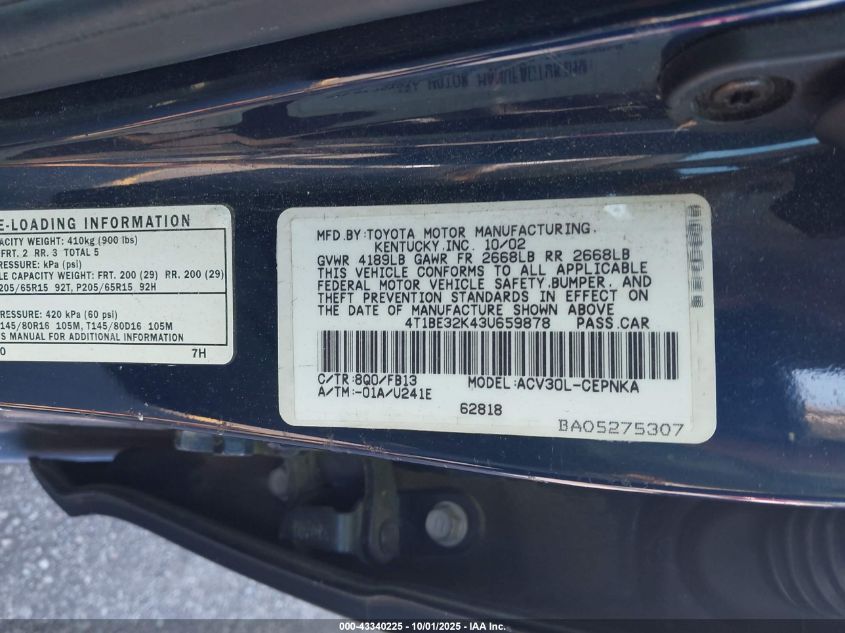 E-LOADING INFORMATION
ACITY WEIGHT: 410kg (900 lbs)
FRT. 2 RR. 3 TOTAL 5
RESSURE: kPa (psi)
LE CAPACITY WEIGHT: FRT. 200 (29) RR. 200 (29)
P205/65R15 92T, P205/65R15 92H
RESSURE: 420 kPa (60 psi)
T145/80R16 105M, T145/80D16 105M
S MANUAL FOR ADDITIONAL INFORMATION
0 7H
MFD.BY:TOYOTA MOTOR MANUFACTURING,
KENTUCKY,INC. 10/02
GVWR 4189LB GAWR FR 2668LB RR 2668LB
THIS VEHICLE CONFORMS TO ALL APPLICABLE
FEDERAL MOTOR VEHICLE SAFETY,BUMPER, AND
THEFT PREVENTION STANDARDS IN EFFECT ON
THE DATE OF MANUFACTURE SHOWN ABOVE
4T1BE32K43U659878 PASS.CAR
C/TR:8Q0/FB13 MODEL:ACV30L-CEPNKA
A/TM:-01A/U241E
62818
BA05275307
000-43340225 - 10/01/2025 - IAA Inc.